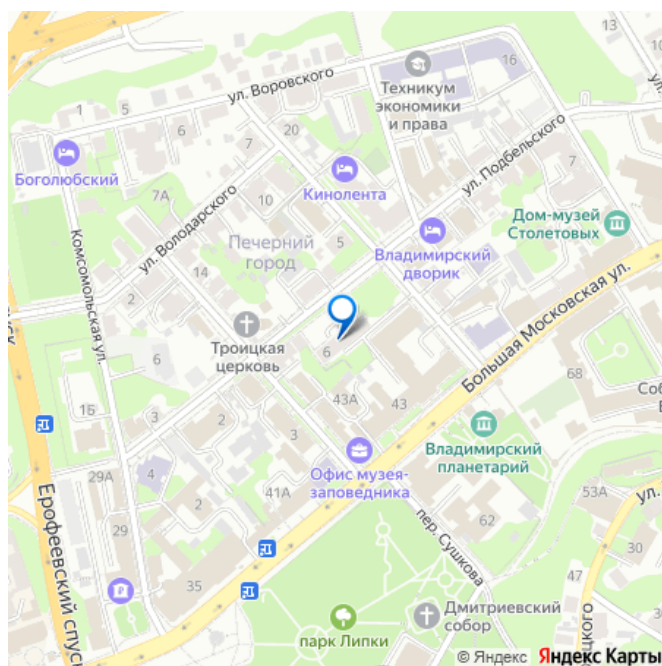 13
16
ул. Воровского
Техникум
экономики
и права
1
5
6
20
Боголюбский
7А
10
Кинолента
ул. Подбельского
7
ул. Володарского
Печерний
город
5
Дом-музей
Столетовых
Владимирский
дворик
14
2
Комсомольская ул.
Троицкая
церковь
6
6
Большая Московская ул.
68
Соб
1Б
3
2
3
43А
43
Владимирский
планетарий
29А
4
2
41А
Офис музея-
заповедника
53А
ул.
Ерофеевский спуск
29
35
пер. Сушкова
62
30
47
парк Липки
Дмитриевский
собор
© Яндекс Яндекс Карты